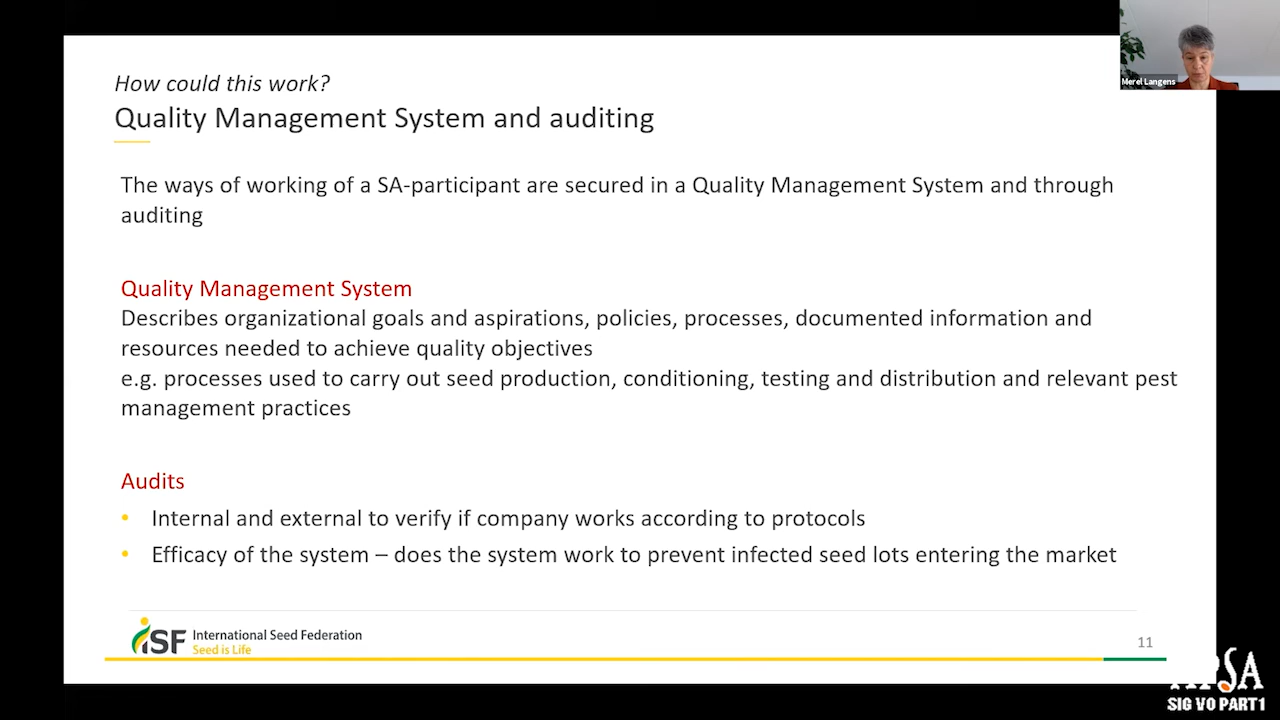 How could this work?
Quality Management System and auditing
Merel Langens
The ways of working of a SA-participant are secured in a Quality Management System and through
auditing
Quality Management System
Describes organizational goals and aspirations, policies, processes, documented information and
resources needed to achieve quality objectives
e.g. processes used to carry out seed production, conditioning, testing and distribution and relevant pest
management practices
Audits
• Internal and external to verify if company works according to protocols
• Efficacy of the system – does the system work to prevent infected seed lots entering the market
iSF International Seed Federation
Seed is Life
11
APSA
SIG VO PART1